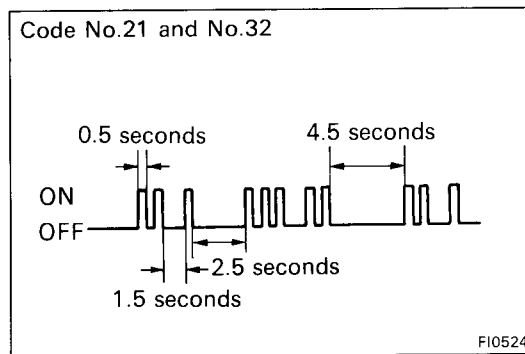 Code No.21 and No.32
0.5 seconds
4.5 seconds
ON
OFF
2.5 seconds
1.5 seconds
FI0524